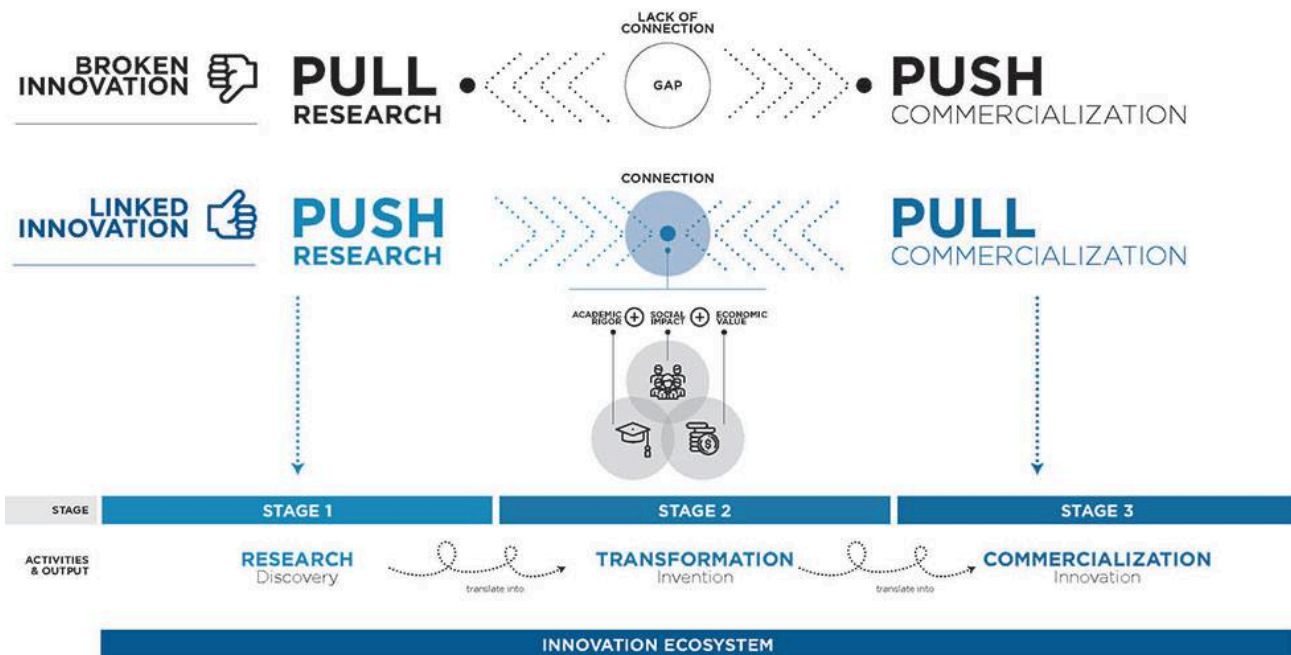 BROKEN
INNOVATION
PULL
RESEARCH
LACK OF
CONNECTION
GAP
PUSH
COMMERCIALIZATION
LINKED
INNOVATION
PUSH
RESEARCH
CONNECTION
PULL
COMMERCIALIZATION
ACADEMIC
RIGOR
SOCIAL
IMPACT
ECONOMIC
VALUE
$
STAGE
STAGE 1
STAGE 2
STAGE 3
ACTIVITIES
& OUTPUT
RESEARCH
Discovery
translate into
TRANSFORMATION
Invention
translate into
COMMERCIALIZATION
Innovation
INNOVATION ECOSYSTEM